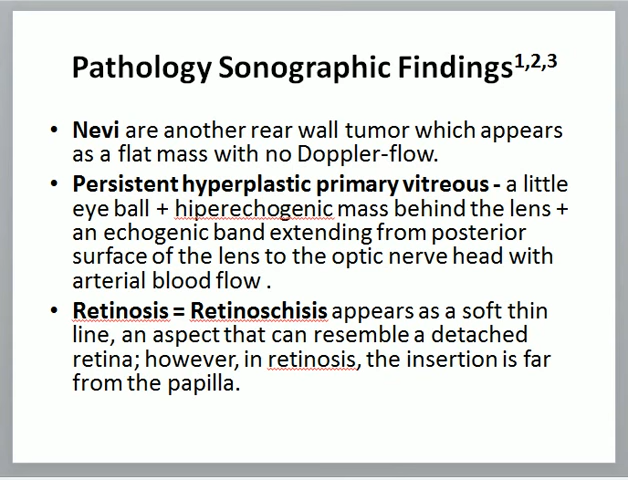 Pathology Sonographic Findings1,2,3
• Nevi are another rear wall tumor which appears
as a flat mass with no Doppler-flow.
• Persistent hyperplastic primary vitreous - a little
eye ball + hiperechogenic mass behind the lens +
an echogenic band extending from posterior
surface of the lens to the optic nerve head with
arterial blood flow .
• Retinosis = Retinoschisis appears as a soft thin
line, an aspect that can resemble a detached
retina; however, in retinosis, the insertion is far
from the papilla.